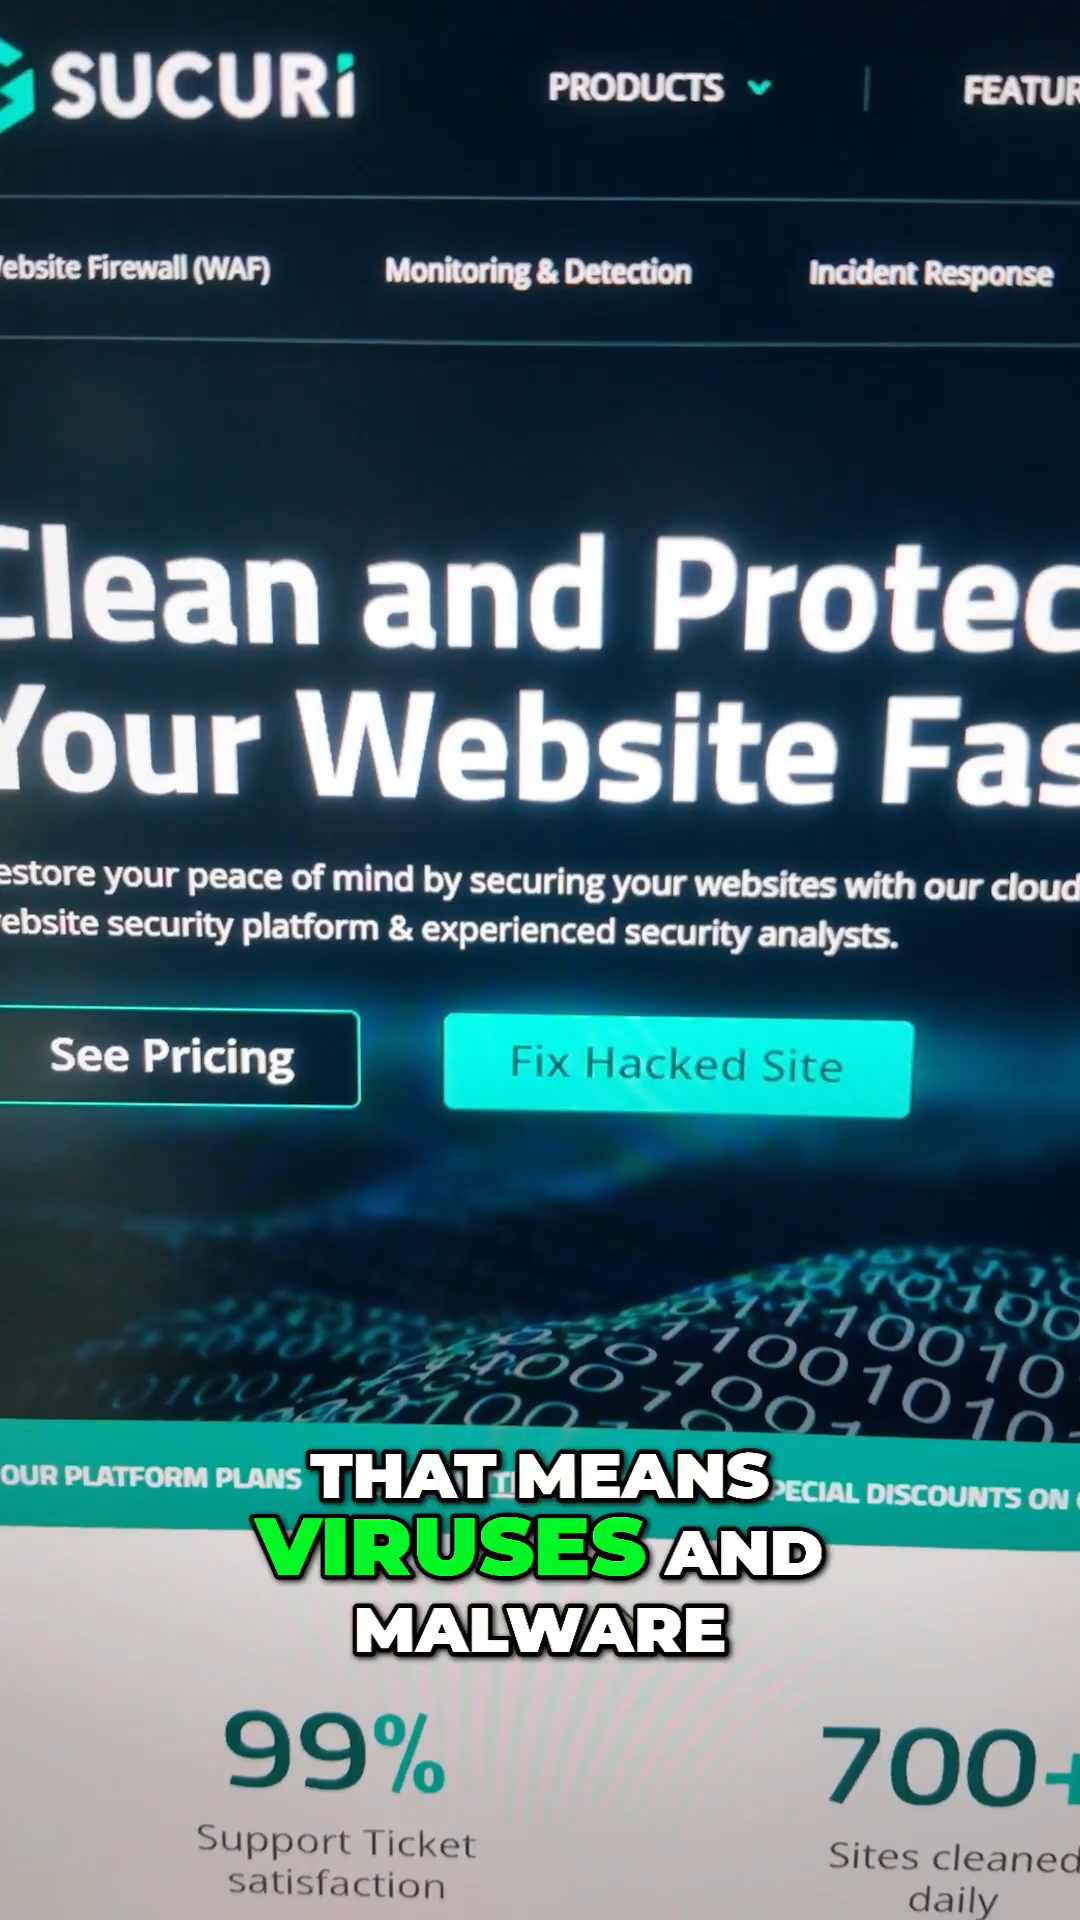 SUCURi
PRODUCTS
FEATUR
ebsite Firewall (WAF)
Monitoring & Detection
Incident Response
Clean and Protec
Your Website Fas
estore your peace of mind by securing your websites with our cloud
ebsite security platform & experienced security analysts.
See Pricing
Fix Hacked Site
OUR PLATFORM PLANS
PECIAL DISCOUNTS ON
THAT MEANS
VIRUSES AND
MALWARE
99%
Support Ticket
satisfaction
700+
Sites cleaned
daily